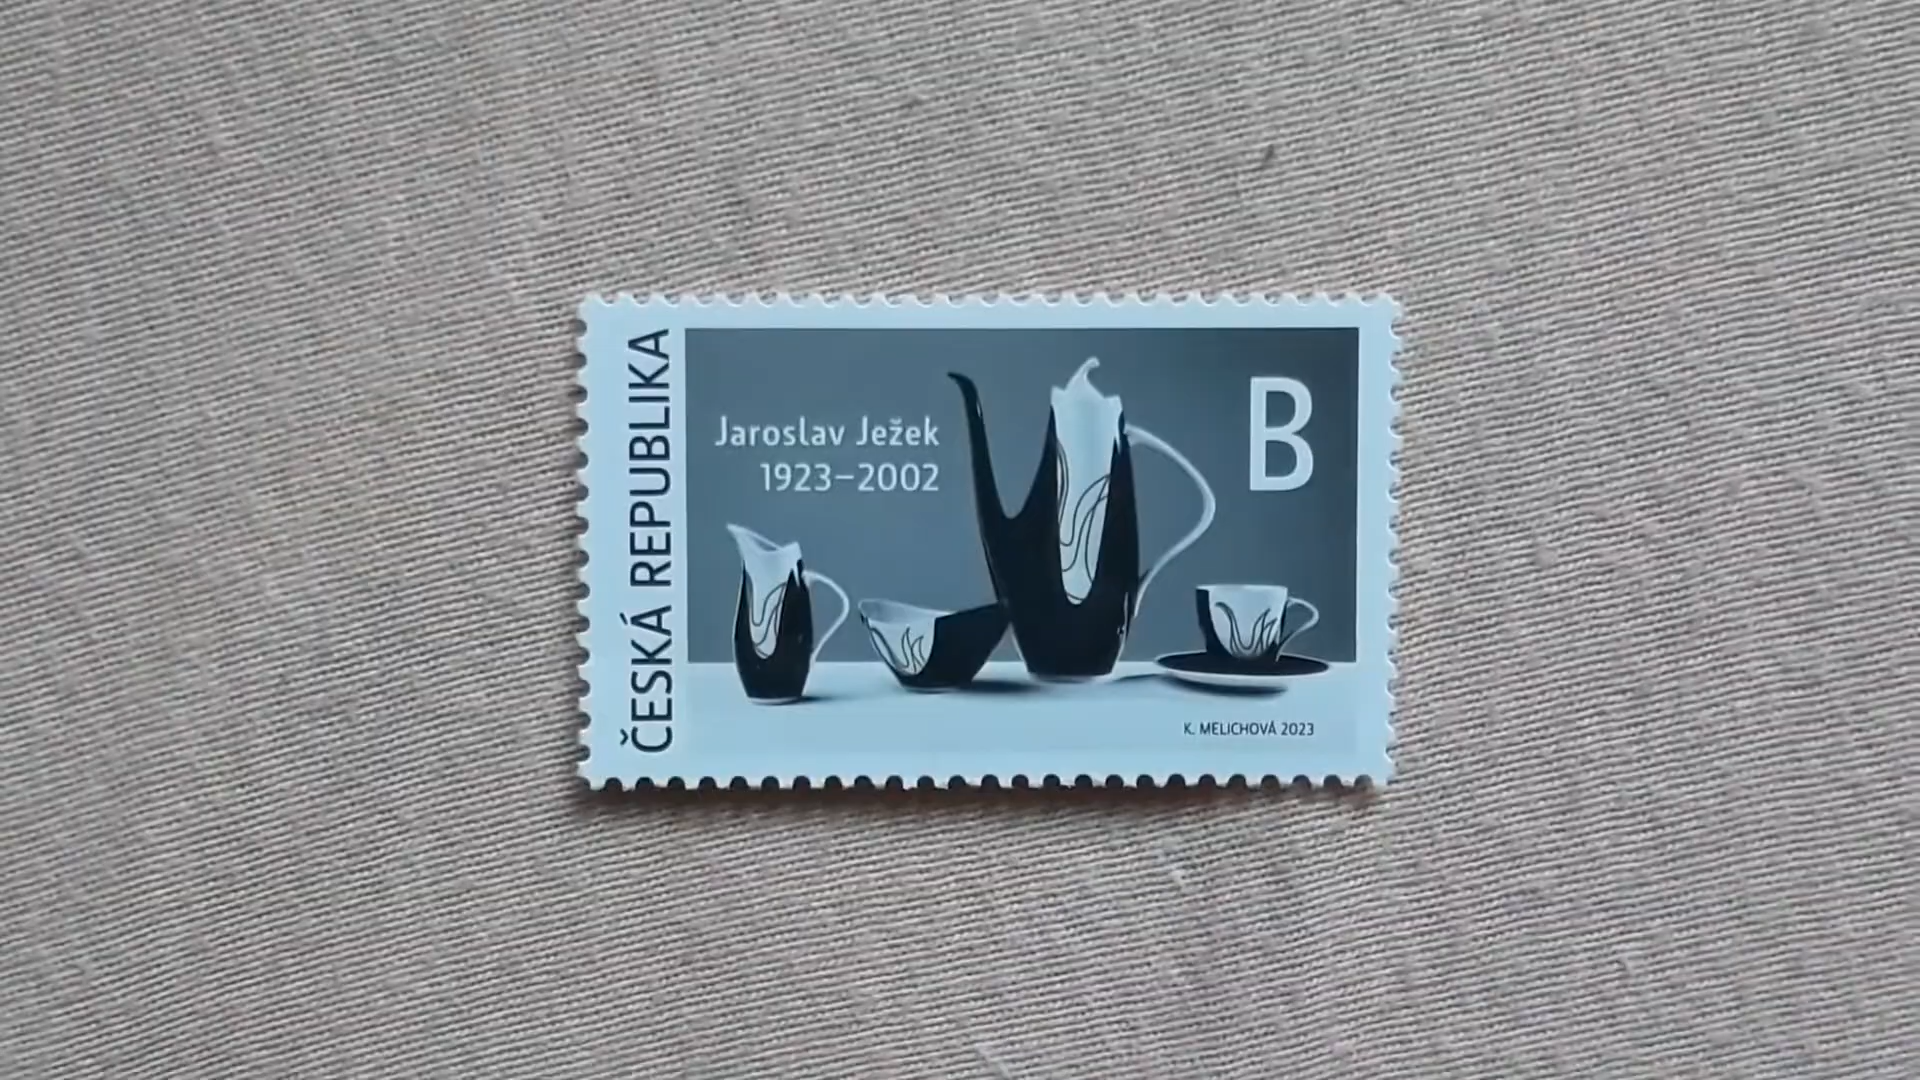 ČESKÁ REPUBLIKA
Jaroslav Ježek
1923–2002
B
K. MELICHOVÁ 2023